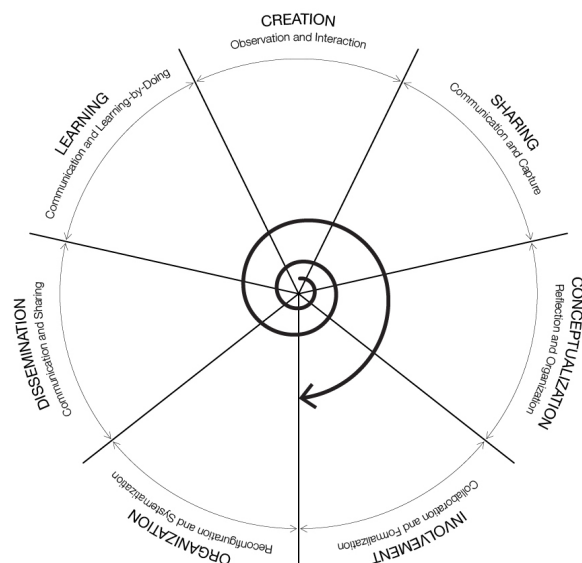 CREATION
Observation and Interaction
SHARING
Communication and Capture
CONCEPTUALIZATION
Reflection and Organization
INVOLVEMENT
Collaboration and Formalization
ORGANIZATION
Reconfiguration and Systematization
DISSEMINATION
Communication and Sharing
LEARNING
Communication and Learning-by-Doing